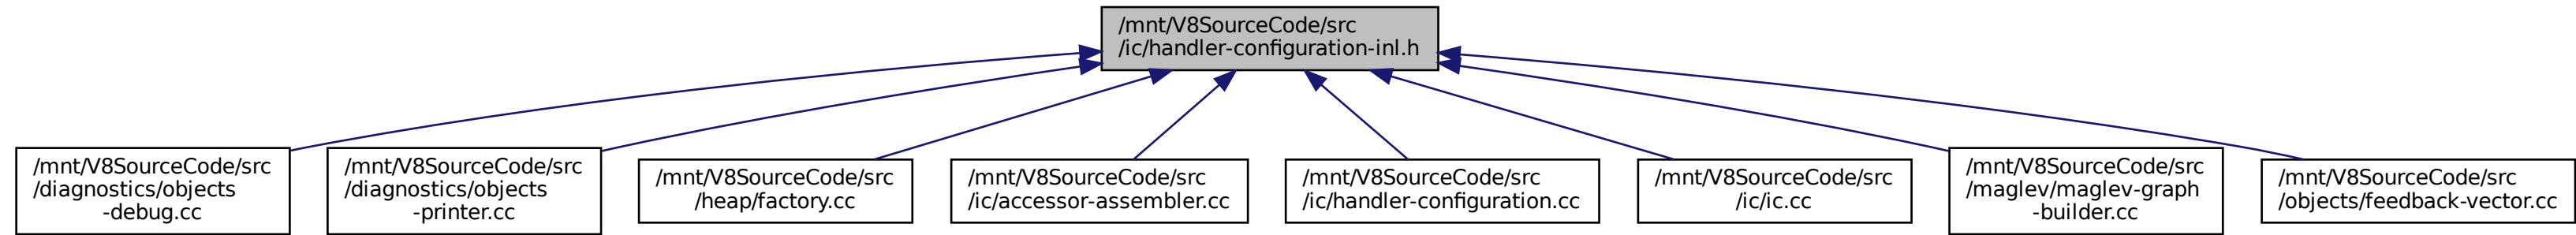 /mnt/V8SourceCode/src
/ic/handler-configuration-inl.h
/mnt/V8SourceCode/src
/diagnostics/objects
-debug.cc
/mnt/V8SourceCode/src
/diagnostics/objects
-printer.cc
/mnt/V8SourceCode/src
/heap/factory.cc
/mnt/V8SourceCode/src
/ic/accessor-assembler.cc
/mnt/V8SourceCode/src
/ic/handler-configuration.cc
/mnt/V8SourceCode/src
/ic/ic.cc
/mnt/V8SourceCode/src
/maglev/maglev-graph
-builder.cc
/mnt/V8SourceCode/src
/objects/feedback-vector.cc